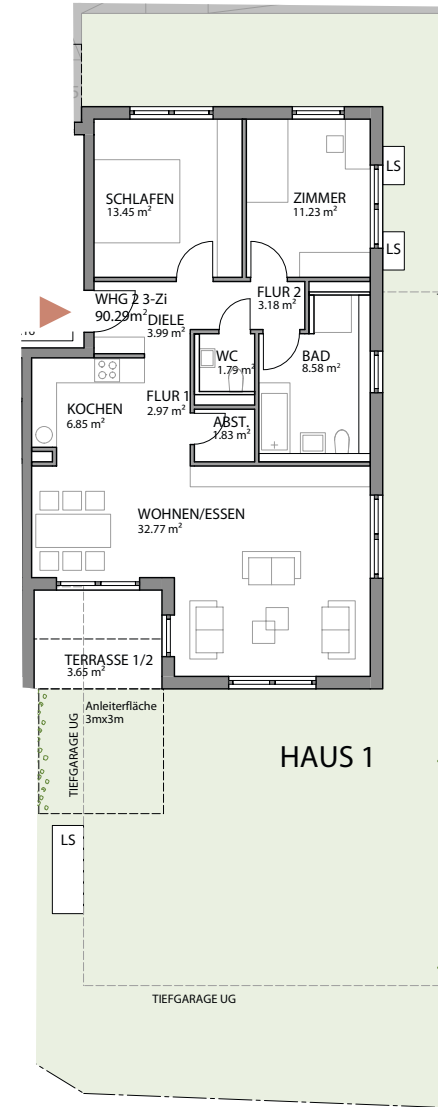 LS
SCHLAFEN
13.45 m²
ZIMMER
11.23 m²
LS
WHG 2 3-Zi
90.29m²
DIELE
3.99 m²
FLUR 2
3.18 m²
WC
1.79 m²
BAD
8.58 m²
KOCHEN
6.85 m²
FLUR 1
2.97 m²
ABST.
1.83 m²
WOHNEN/ESSEN
32.77 m²
TERRASSE 1/2
3.65 m²
Anleiterfläche
3mx3m
TIEFGARAGE UG
HAUS 1
LS
TIEFGARAGE UG